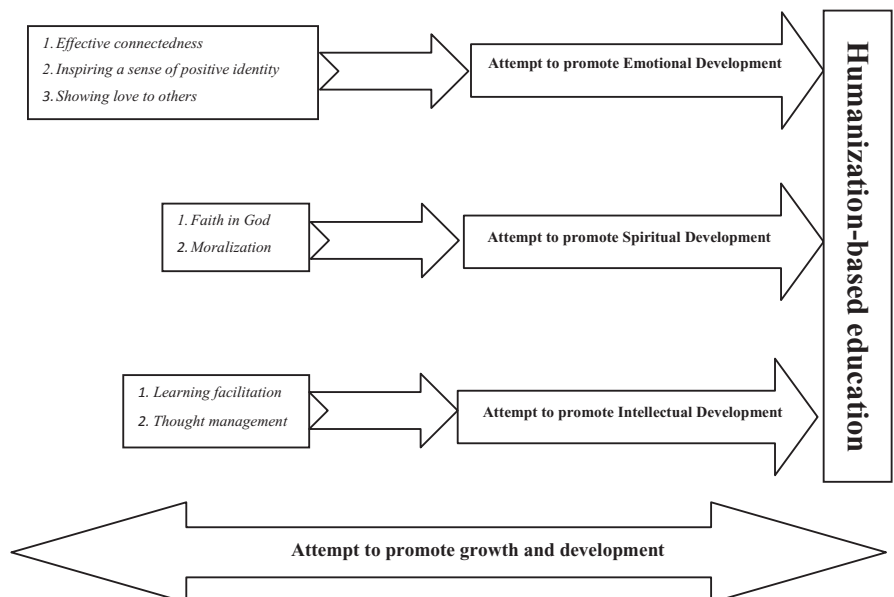 1. Effective connectedness
2. Inspiring a sense of positive identity
3. Showing love to others
Attempt to promote Emotional Development
1. Faith in God
2. Moralization
Attempt to promote Spiritual Development
1. Learning facilitation
2. Thought management
Attempt to promote Intellectual Development
Humanization-based education
Attempt to promote growth and development